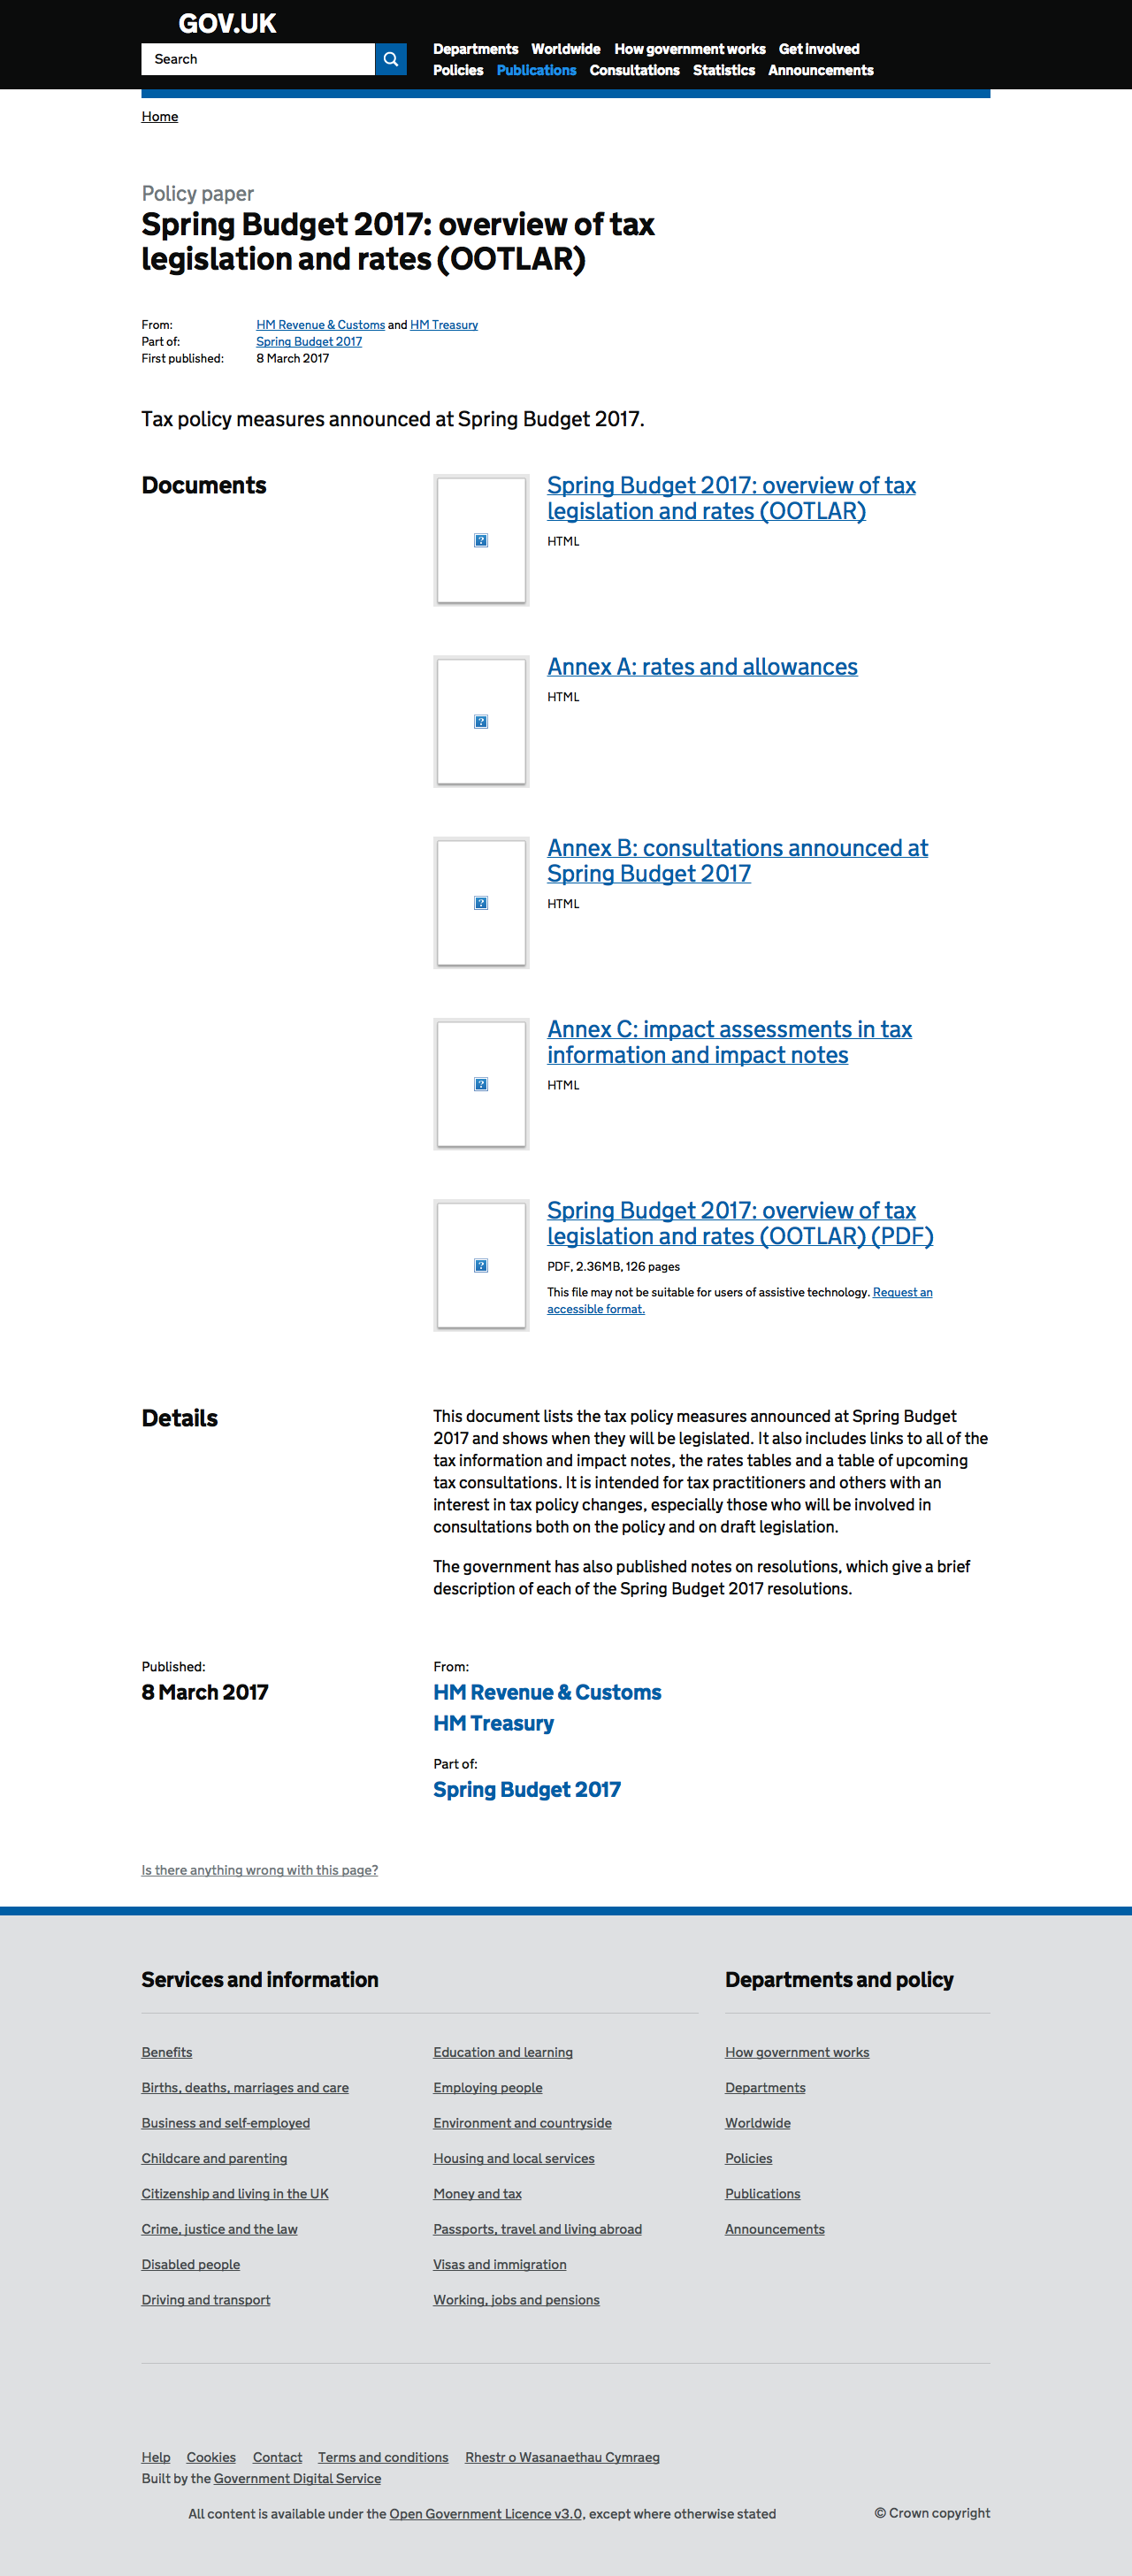 GOV.UK
Search
Departments Worldwide How government works Get involved
Policies Publications Consultations Statistics Announcements
Home
Policy paper
Spring Budget 2017: overview of tax
legislation and rates (OOTLAR)
From: HM Revenue & Customs and HM Treasury
Part of: Spring Budget 2017
First published: 8 March 2017
Tax policy measures announced at Spring Budget 2017.
Documents
Spring Budget 2017: overview of tax
legislation and rates (OOTLAR)
HTML
Annex A: rates and allowances
HTML
Annex B: consultations announced at
Spring Budget 2017
HTML
Annex C: impact assessments in tax
information and impact notes
HTML
Spring Budget 2017: overview of tax
legislation and rates (OOTLAR) (PDF)
PDF, 2.36MB, 126 pages
This file may not be suitable for users of assistive technology. Request an
accessible format.
Details
This document lists the tax policy measures announced at Spring Budget
2017 and shows when they will be legislated. It also includes links to all of the
tax information and impact notes, the rates tables and a table of upcoming
tax consultations. It is intended for tax practitioners and others with an
interest in tax policy changes, especially those who will be involved in
consultations both on the policy and on draft legislation.
The government has also published notes on resolutions, which give a brief
description of each of the Spring Budget 2017 resolutions.
Published:
8 March 2017
From:
HM Revenue & Customs
HM Treasury
Part of:
Spring Budget 2017
Is there anything wrong with this page?
Services and information
Benefits
Births, deaths, marriages and care
Business and self-employed
Childcare and parenting
Citizenship and living in the UK
Crime, justice and the law
Disabled people
Driving and transport
Education and learning
Employing people
Environment and countryside
Housing and local services
Money and tax
Passports, travel and living abroad
Visas and immigration
Working, jobs and pensions
Departments and policy
How government works
Departments
Worldwide
Policies
Publications
Announcements
Help Cookies Contact Terms and conditions Rhestr o Wasanaethau Cymraeg
Built by the Government Digital Service
All content is available under the Open Government Licence v3.0, except where otherwise stated
© Crown copyright